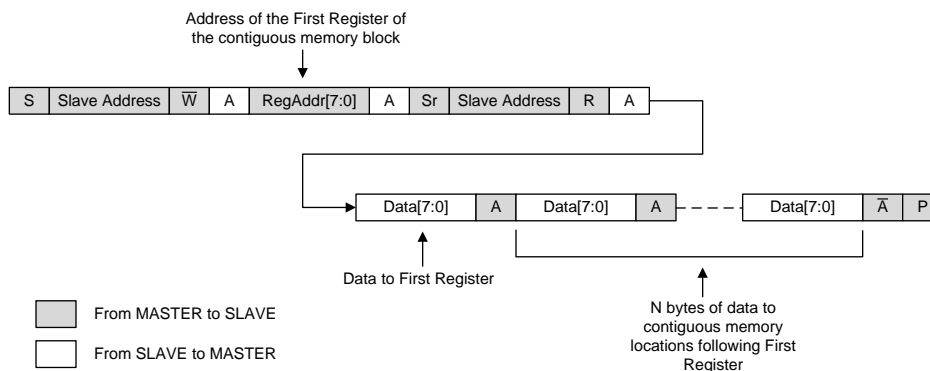 Address of the First Register of
the contiguous memory block
S Slave Address W̅ A RegAddr[7:0] A Sr Slave Address R A
Data[7:0] A Data[7:0] A Data[7:0] A̅ P
Data to First Register
N bytes of data to
contiguous memory
locations following First
Register
From MASTER to SLAVE
From SLAVE to MASTER